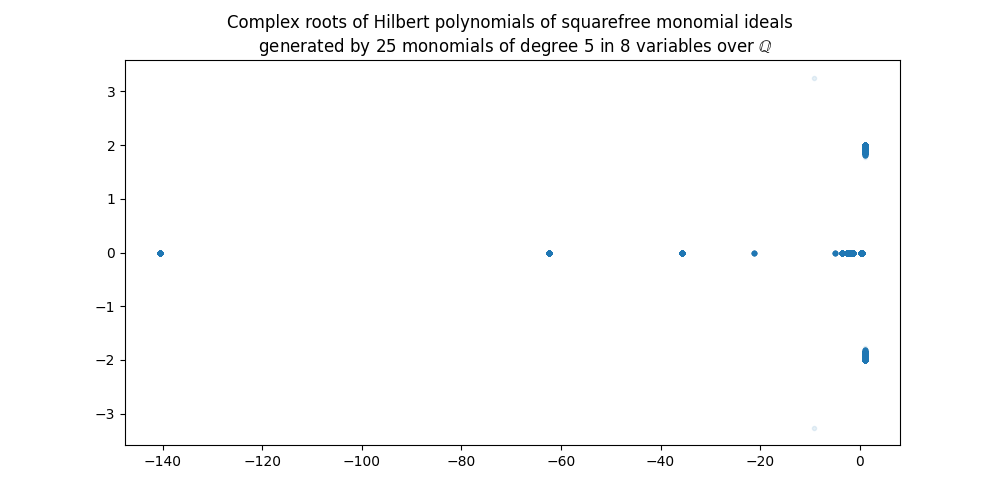 Complex roots of Hilbert polynomials of squarefree monomial ideals
generated by 25 monomials of degree 5 in 8 variables over ℚ
3
2
1
0
−1
−2
−3
−140 −120 −100 −80 −60 −40 −20 0